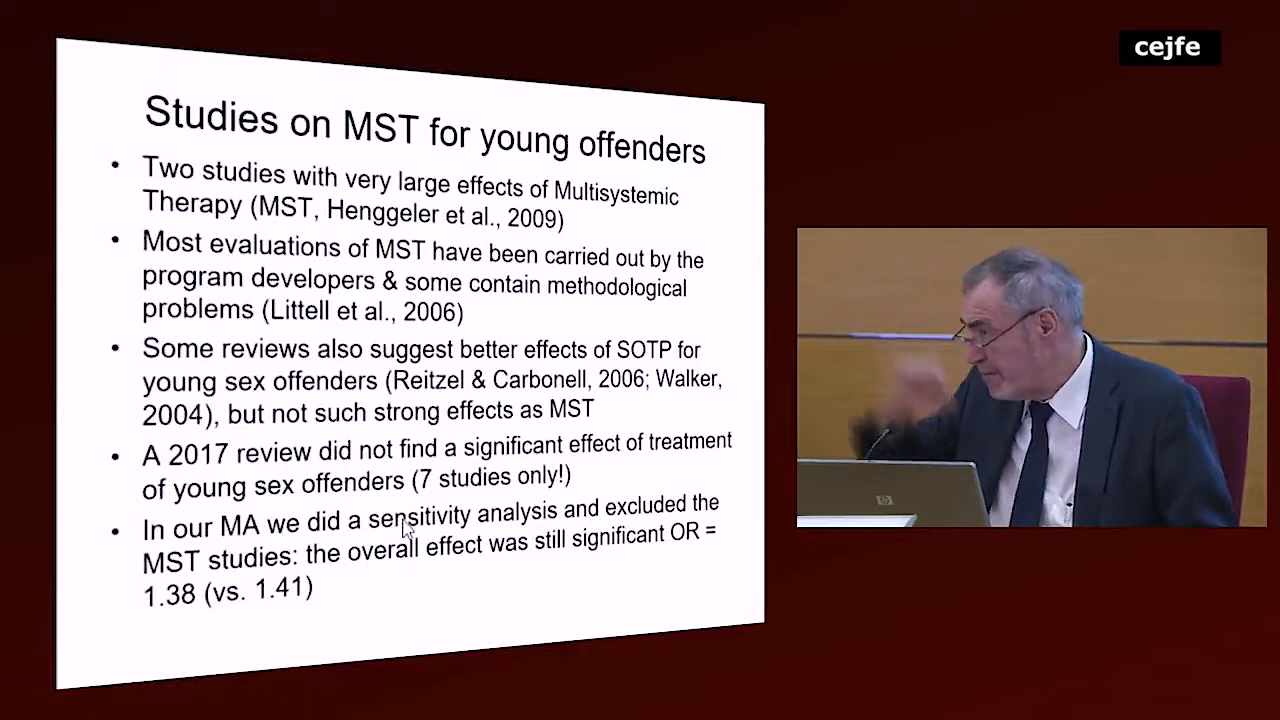 cejfe
Studies on MST for young offenders
• Two studies with very large effects of Multisystemic
Therapy (MST, Henggeler et al., 2009)
• Most evaluations of MST have been carried out by the
program developers & some contain methodological
problems (Littell et al., 2006)
• Some reviews also suggest better effects of SOTP for
young sex offenders (Reitzel & Carbonell, 2006; Walker,
2004), but not such strong effects as MST
• A 2017 review did not find a significant effect of treatment
of young sex offenders (7 studies only!)
• In our MA we did a sensitivity analysis and excluded the
MST studies: the overall effect was still significant OR =
1.38 (vs. 1.41)
hp